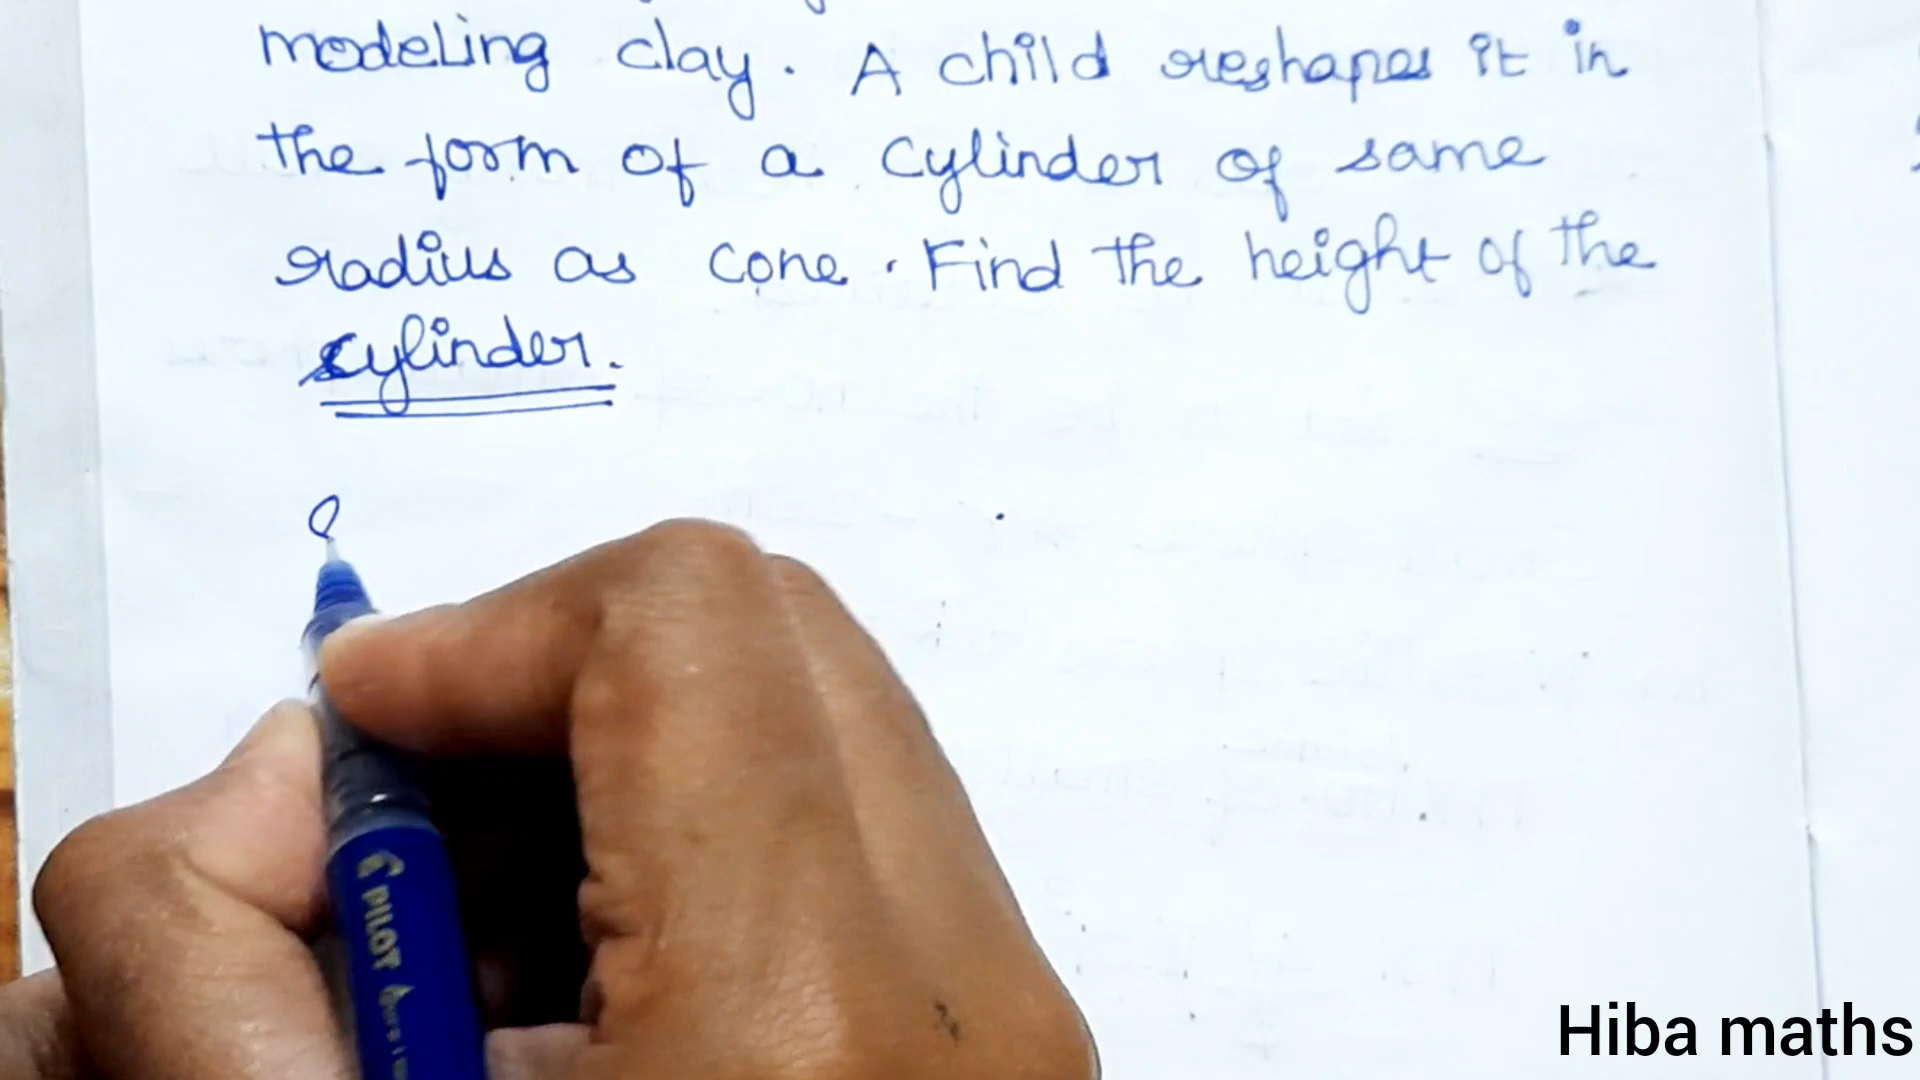 modeling clay. A child reshapes it in
the form of a cylinder of same
radius as cone. Find the height of the
cylinder.
PILOT
Hiba maths